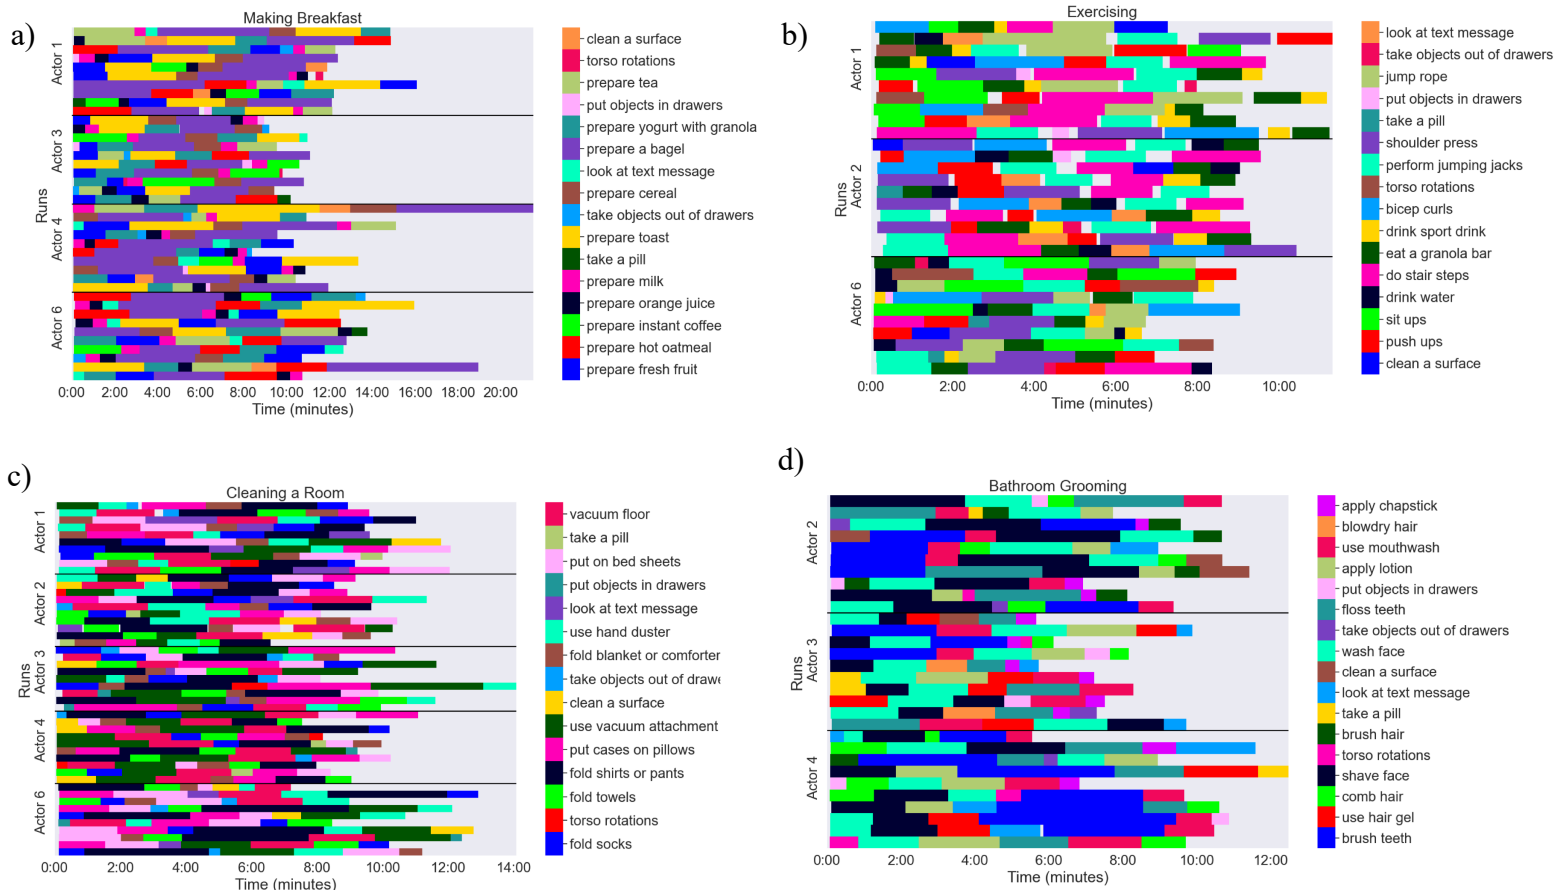 a)
Making Breakfast
Actor 1
Actor 3
Actor 4
Actor 6
Runs
0:00 2:00 4:00 6:00 8:00 10:00 12:00 14:00 16:00 18:00 20:00
Time (minutes)
clean a surface
torso rotations
prepare tea
put objects in drawers
prepare yogurt with granola
prepare a bagel
look at text message
prepare cereal
take objects out of drawers
prepare toast
take a pill
prepare milk
prepare orange juice
prepare instant coffee
prepare hot oatmeal
prepare fresh fruit
b)
Exercising
Actor 1
Actor 2
Actor 6
Runs
0:00 2:00 4:00 6:00 8:00 10:00
Time (minutes)
look at text message
take objects out of drawers
jump rope
put objects in drawers
take a pill
shoulder press
perform jumping jacks
torso rotations
bicep curls
drink sport drink
eat a granola bar
do stair steps
drink water
sit ups
push ups
clean a surface
c)
Cleaning a Room
Actor 1
Actor 2
Actor 3
Actor 4
Actor 6
Runs
0:00 2:00 4:00 6:00 8:00 10:00 12:00 14:00
Time (minutes)
vacuum floor
take a pill
put on bed sheets
put objects in drawers
look at text message
use hand duster
fold blanket or comforter
take objects out of drawe
clean a surface
use vacuum attachment
put cases on pillows
fold shirts or pants
fold towels
torso rotations
fold socks
d)
Bathroom Grooming
Actor 2
Actor 3
Actor 4
Runs
0:00 2:00 4:00 6:00 8:00 10:00 12:00
Time (minutes)
apply chapstick
blowdry hair
use mouthwash
apply lotion
put objects in drawers
floss teeth
take objects out of drawers
wash face
clean a surface
look at text message
take a pill
brush hair
torso rotations
shave face
comb hair
use hair gel
brush teeth